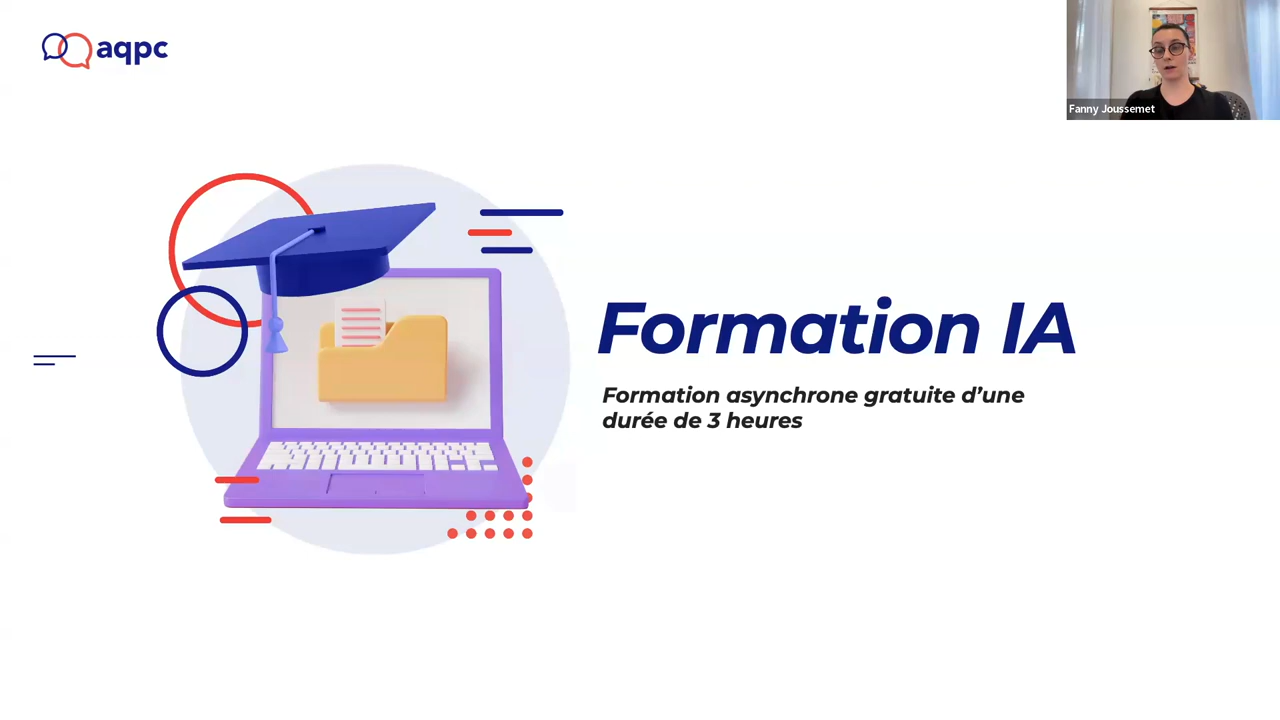 aqpc
Fanny Joussemet
Formation IA
Formation asynchrone gratuite d’une
durée de 3 heures